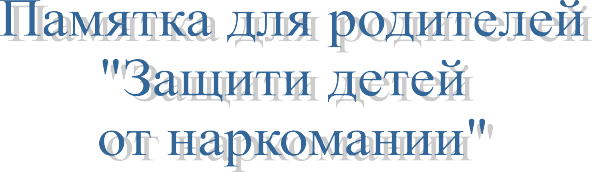 Памятка для родителей
"Защити детей
от наркомании"